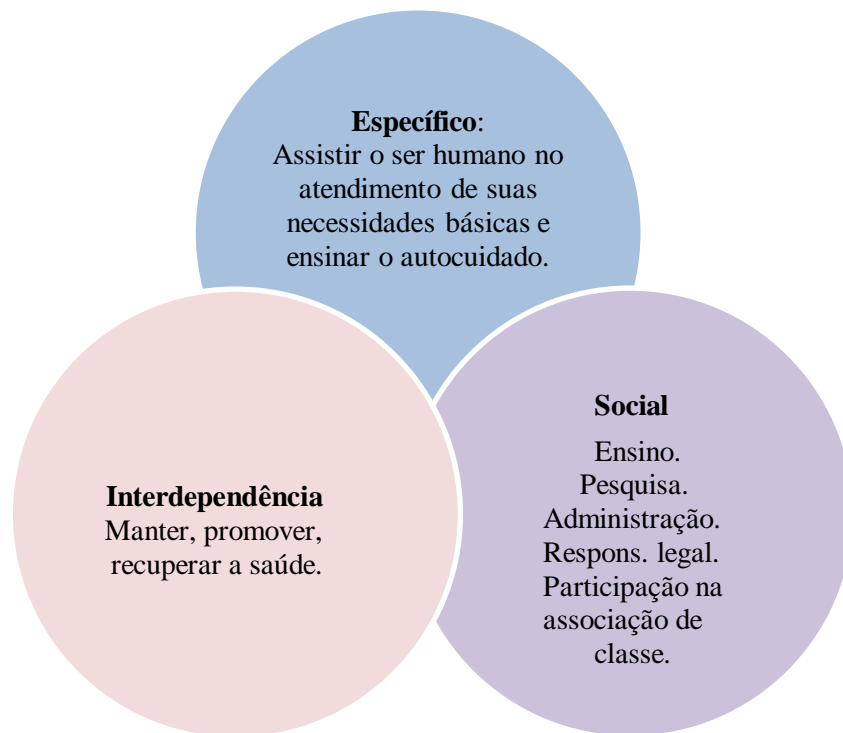 Específico:
Assistir o ser humano no
atendimento de suas
necessidades básicas e
ensinar o autocuidado.
Interdependência
Manter, promover,
recuperar a saúde.
Social
Ensino.
Pesquisa.
Administração.
Respons. legal.
Participação na
associação de
classe.